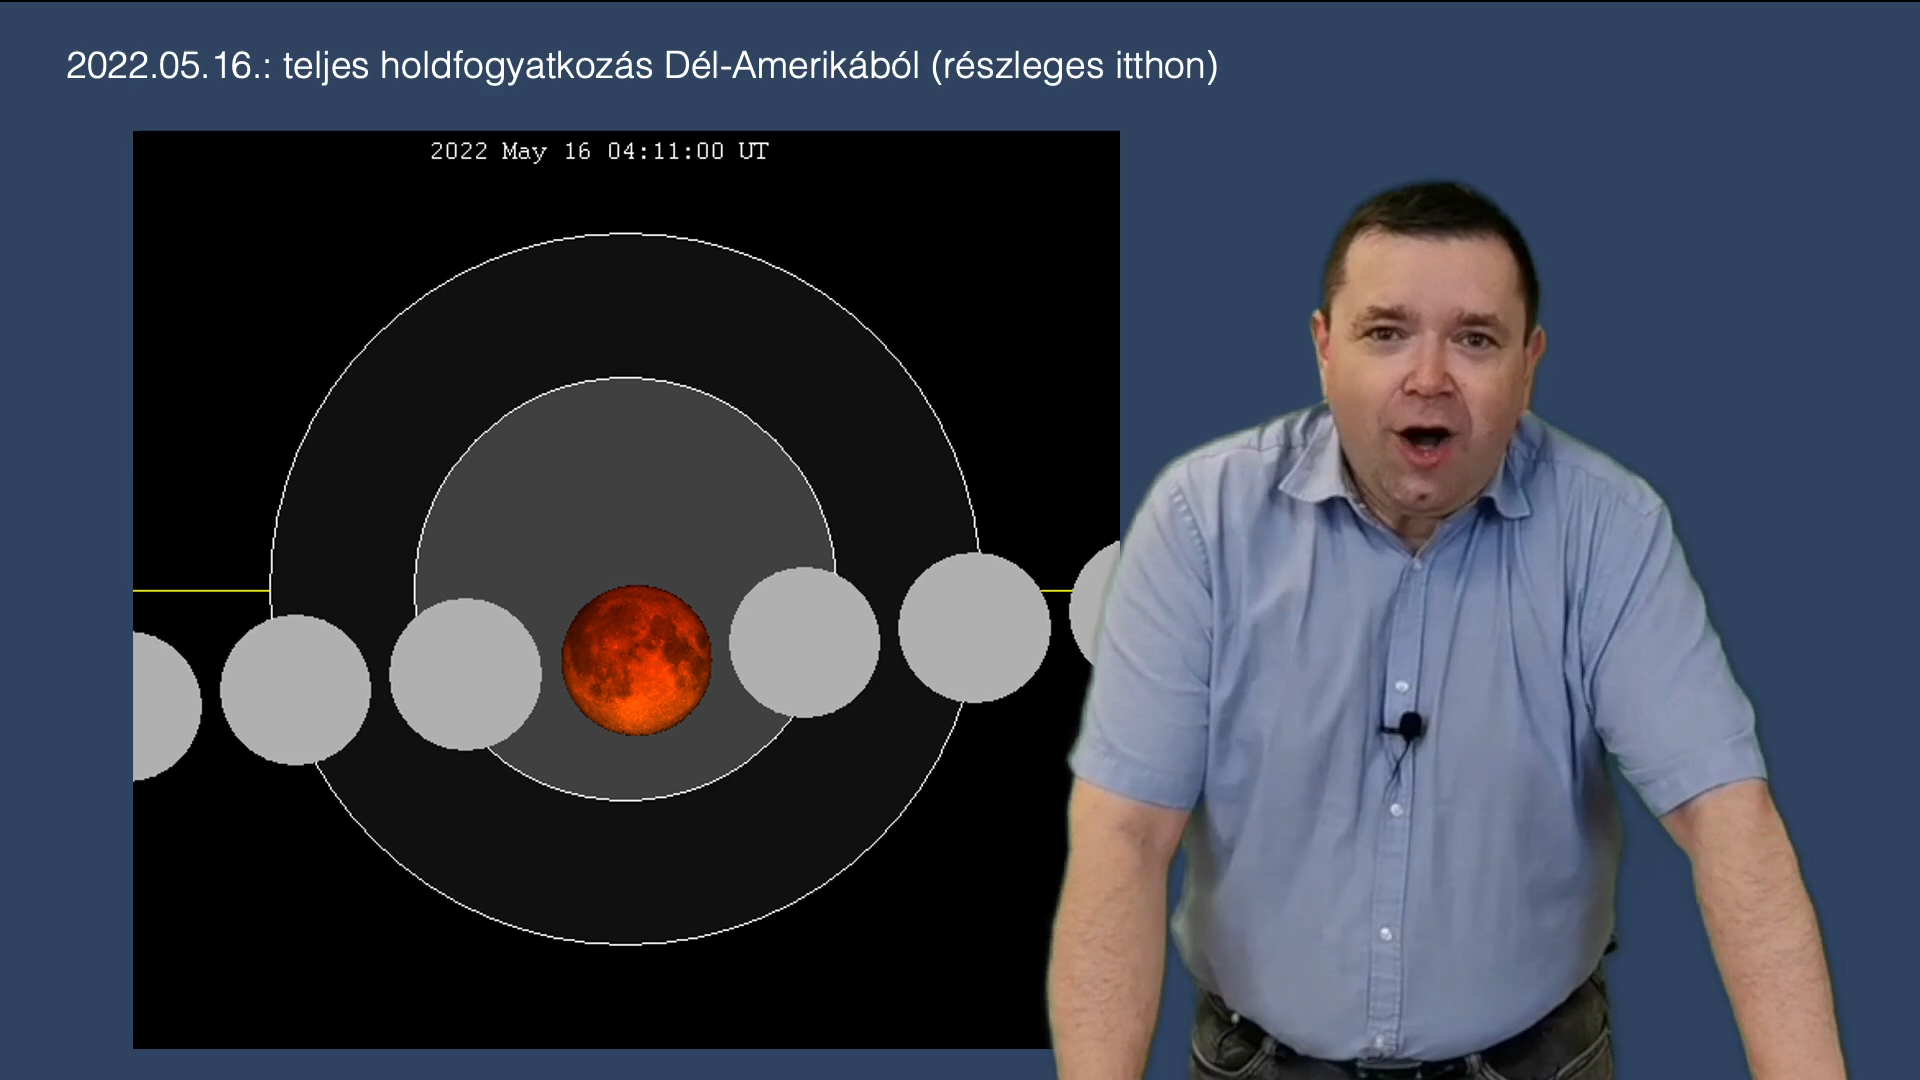 2022.05.16.: teljes holdfogyatkozás Dél-Amerikából (részleges itthon)
2022 May 16 04:11:00 UT